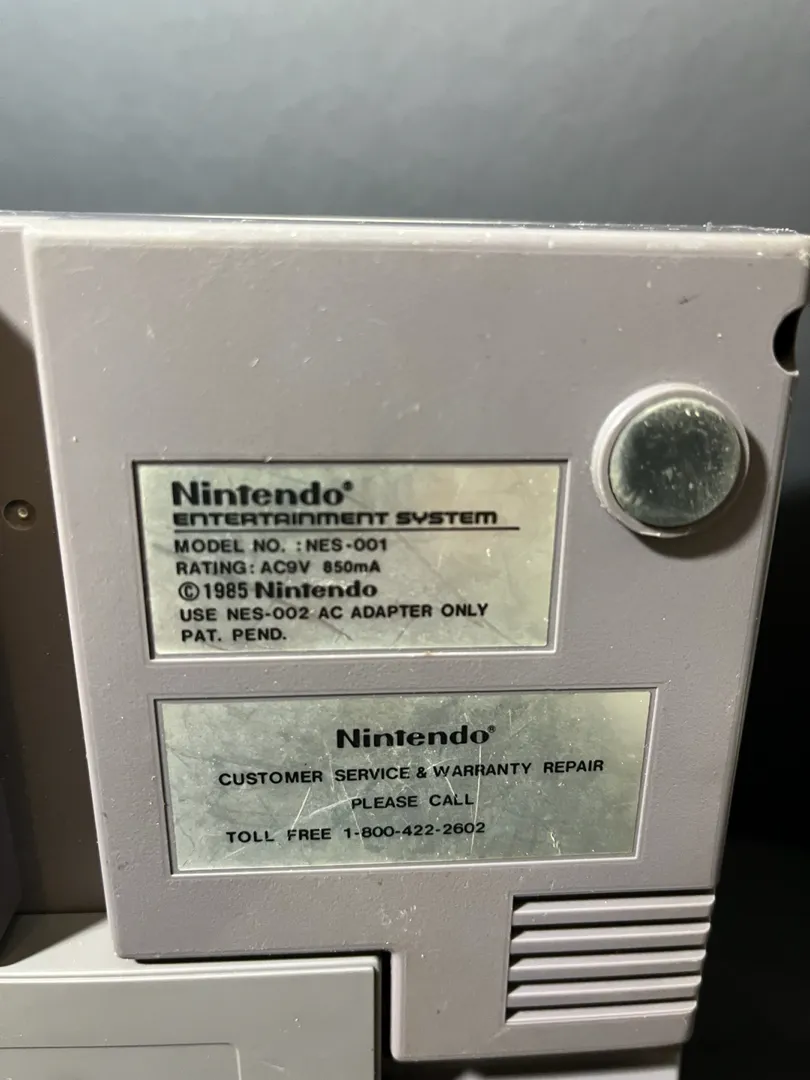 Nintendo®
ENTERTAINMENT SYSTEM
MODEL NO. : NES-001
RATING: AC9V 850mA
©1985 Nintendo
USE NES-002 AC ADAPTER ONLY
PAT. PEND.
Nintendo®
CUSTOMER SERVICE & WARRANTY REPAIR
PLEASE CALL
TOLL FREE 1-800-422-2602